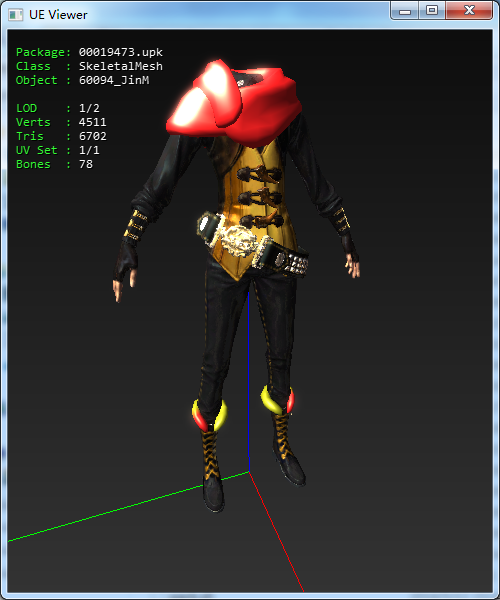 UE Viewer
Package: 00019473.upk
Class : SkeletalMesh
Object : 60094_JinM
LOD : 1/2
Verts : 4511
Tris : 6702
UV Set : 1/1
Bones : 78